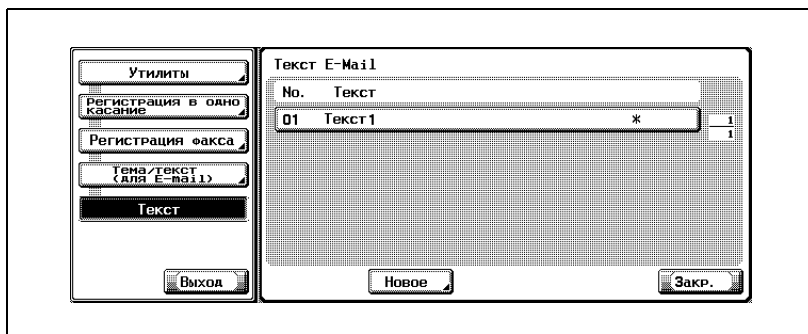 Утилиты
Регистрация в одно
касание
Регистрация факса
Тема/текст
(для E-mail)
Текст
Выход
Текст E-Mail
No. Текст
01 Текст1 *
1
1
Новое
Закр.